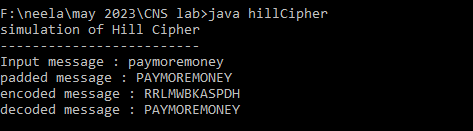 F:\neela\may 2023\CNS lab>java hillCipher
simulation of Hill Cipher
-------------------------
Input message : paymoremoney
padded message : PAYMOREMONEY
encoded message : RRLMWBKASPDH
decoded message : PAYMOREMONEY